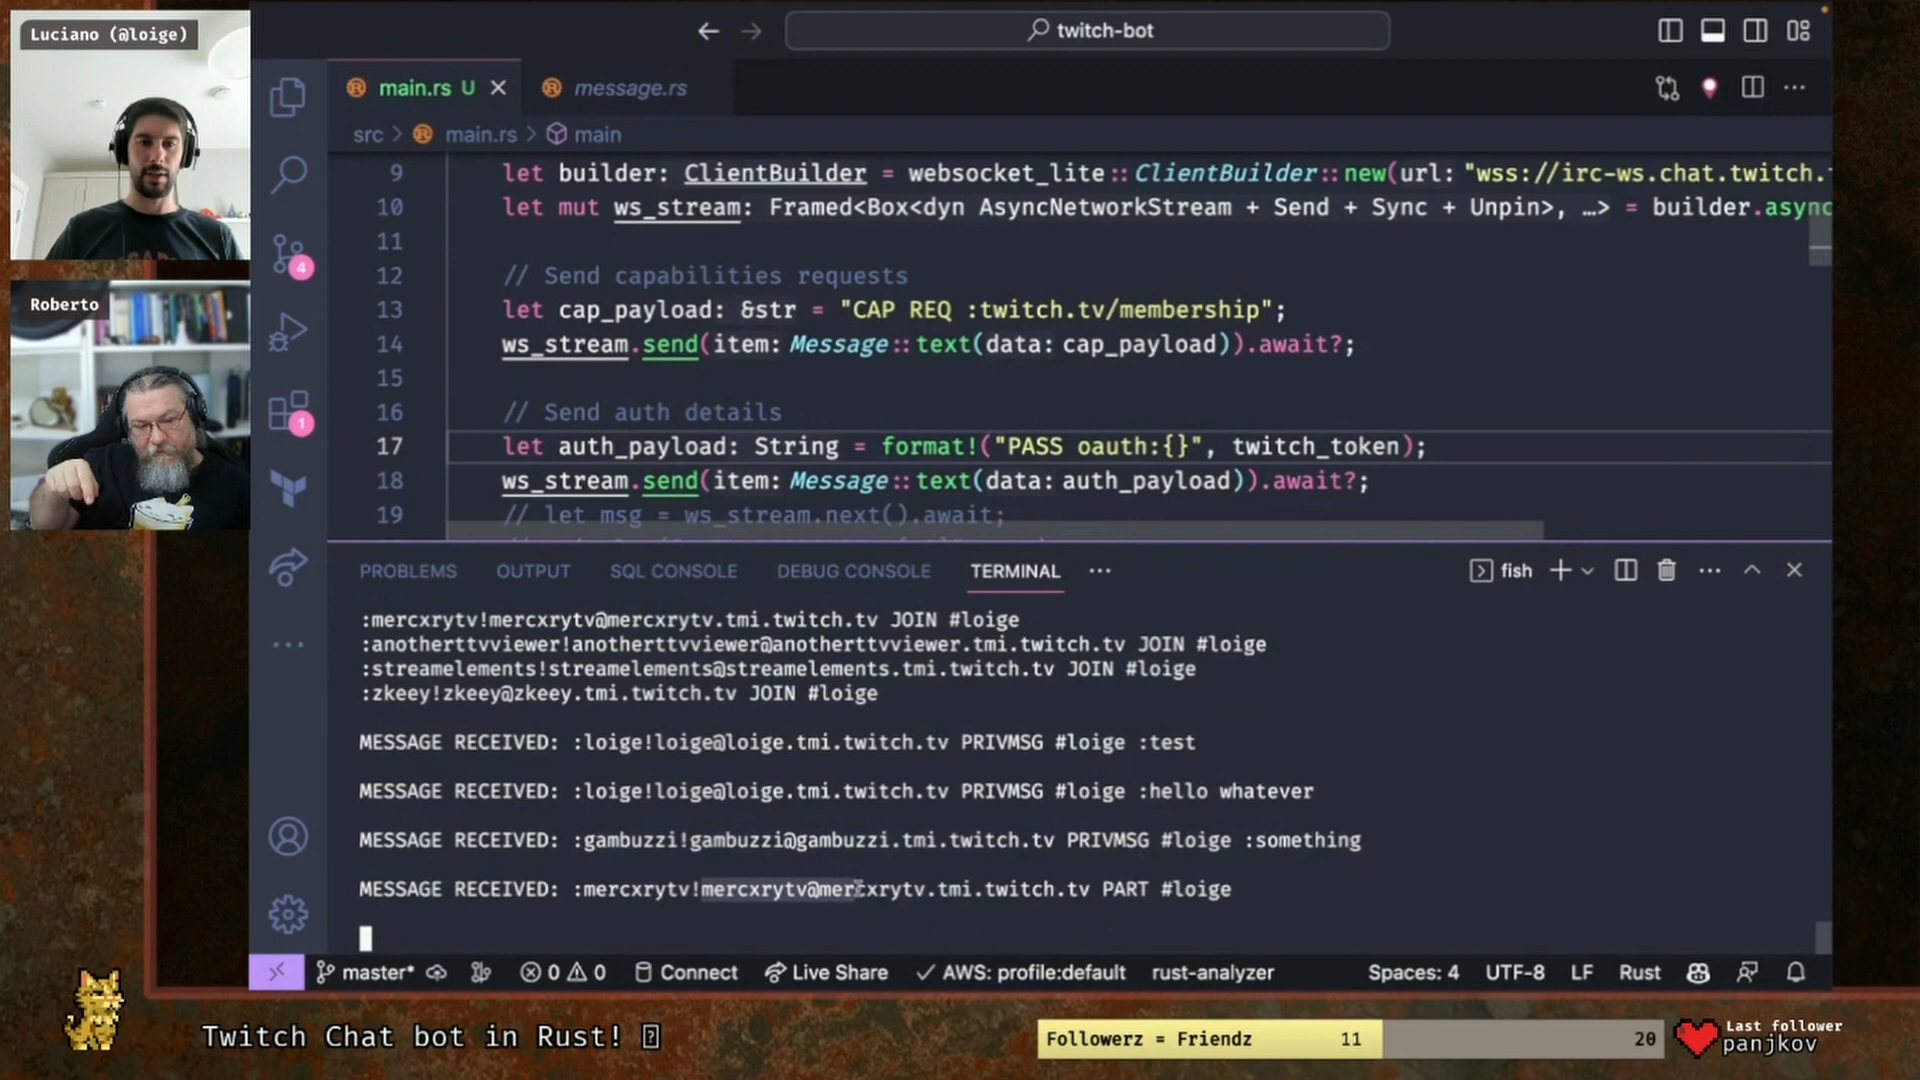 Luciano (@loige)
Roberto
twitch-bot
main.rs U
message.rs
src > main.rs > main
9 let builder: ClientBuilder = websocket_lite::ClientBuilder::new(url: "wss://irc-ws.chat.twitch.
10 let mut ws_stream: Framed<Box<dyn AsyncNetworkStream + Send + Sync + Unpin>, …> = builder.async
11
12 // Send capabilities requests
13 let cap_payload: &str = "CAP REQ :twitch.tv/membership";
14 ws_stream.send(item: Message::text(data: cap_payload)).await?;
15
16 // Send auth details
17 let auth_payload: String = format!("PASS oauth:{}", twitch_token);
18 ws_stream.send(item: Message::text(data: auth_payload)).await?;
19 // let msg = ws_stream.next().await;
4
1
PROBLEMS OUTPUT SQL CONSOLE DEBUG CONSOLE TERMINAL ··· fish
:mercxrytv!mercxrytv@mercxrytv.tmi.twitch.tv JOIN #loige
:anotherttvviewer!anotherttvviewer@anotherttvviewer.tmi.twitch.tv JOIN #loige
:streamelements!streamelements@streamelements.tmi.twitch.tv JOIN #loige
:zkeey!zkeey@zkeey.tmi.twitch.tv JOIN #loige
MESSAGE RECEIVED: :loige!loige@loige.tmi.twitch.tv PRIVMSG #loige :test
MESSAGE RECEIVED: :loige!loige@loige.tmi.twitch.tv PRIVMSG #loige :hello whatever
MESSAGE RECEIVED: :gambuzzi!gambuzzi@gambuzzi.tmi.twitch.tv PRIVMSG #loige :something
MESSAGE RECEIVED: :mercxrytv!mercxrytv@mercxrytv.tmi.twitch.tv PART #loige
master* 0 0 Connect Live Share AWS: profile:default rust-analyzer Spaces: 4 UTF-8 LF Rust
Twitch Chat bot in Rust!
Followerz = Friendz 11 20
Last follower
panjkov